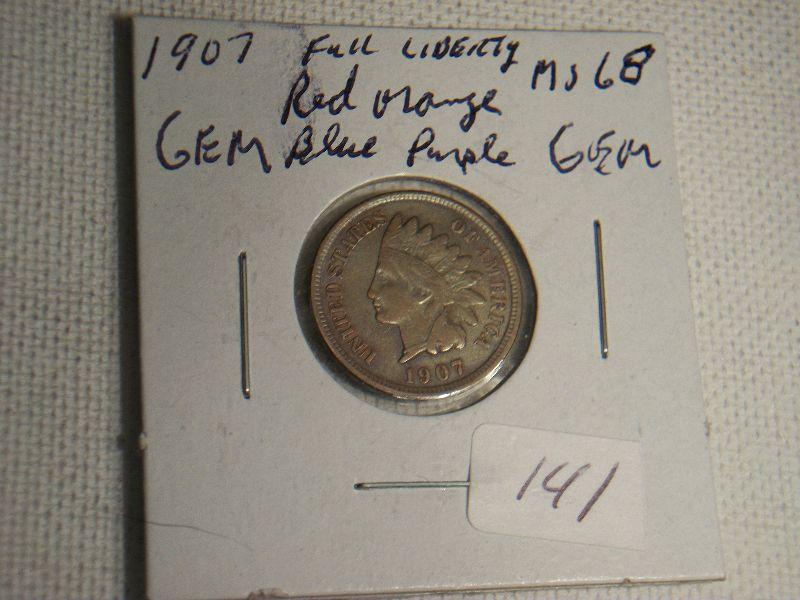 1907 Full LIBERTY MS68
Red orange
GEM Blue Purple GEM
UNITED STATES OF AMERICA
1907
141